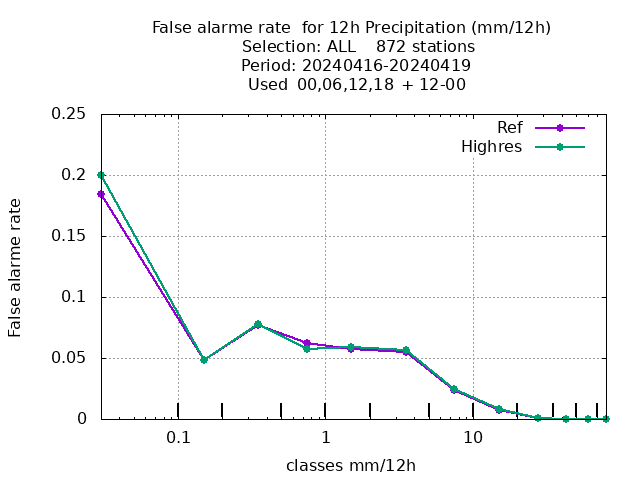 False alarme rate  for 12h Precipitation (mm/12h)
Selection: ALL    872 stations
Period: 20240416-20240419
Used  00,06,12,18  + 12-00
0.25
0.2
0.15
0.1
0.05
0
False alarme rate
Ref
Highres
0.1
1
10
classes mm/12h